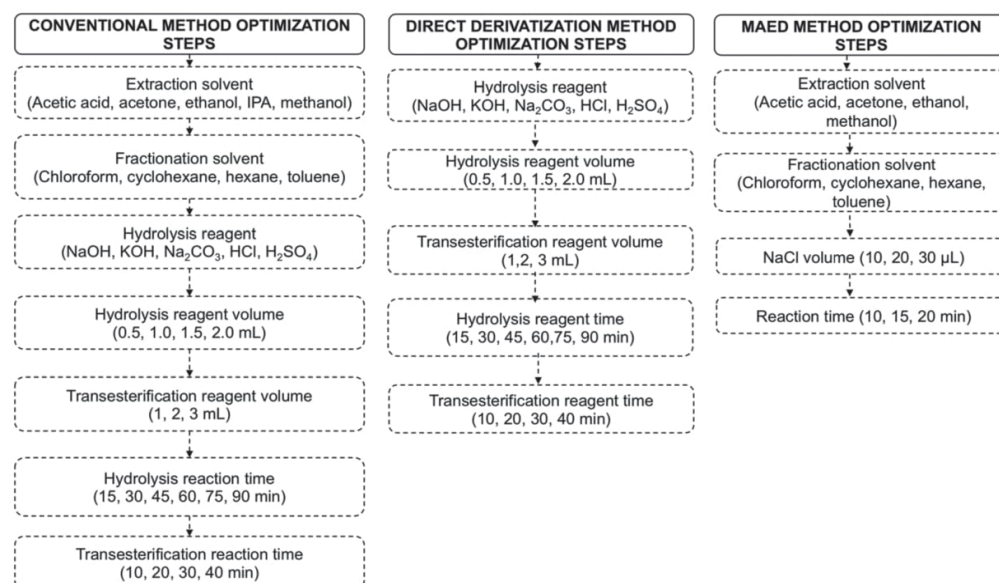 CONVENTIONAL METHOD OPTIMIZATION
STEPS
Extraction solvent
(Acetic acid, acetone, ethanol, IPA, methanol)
Fractionation solvent
(Chloroform, cyclohexane, hexane, toluene)
Hydrolysis reagent
(NaOH, KOH, Na₂CO₃, HCl, H₂SO₄)
Hydrolysis reagent volume
(0.5, 1.0, 1.5, 2.0 mL)
Transesterification reagent volume
(1, 2, 3 mL)
Hydrolysis reaction time
(15, 30, 45, 60, 75, 90 min)
Transesterification reaction time
(10, 20, 30, 40 min)
DIRECT DERIVATIZATION METHOD
OPTIMIZATION STEPS
Hydrolysis reagent
(NaOH, KOH, Na₂CO₃, HCl, H₂SO₄)
Hydrolysis reagent volume
(0.5, 1.0, 1.5, 2.0 mL)
Transesterification reagent volume
(1,2, 3 mL)
Hydrolysis reagent time
(15, 30, 45, 60,75, 90 min)
Transesterification reagent time
(10, 20, 30, 40 min)
MAED METHOD OPTIMIZATION
STEPS
Extraction solvent
(Acetic acid, acetone, ethanol,
methanol)
Fractionation solvent
(Chloroform, cyclohexane, hexane,
toluene)
NaCl volume (10, 20, 30 µL)
Reaction time (10, 15, 20 min)